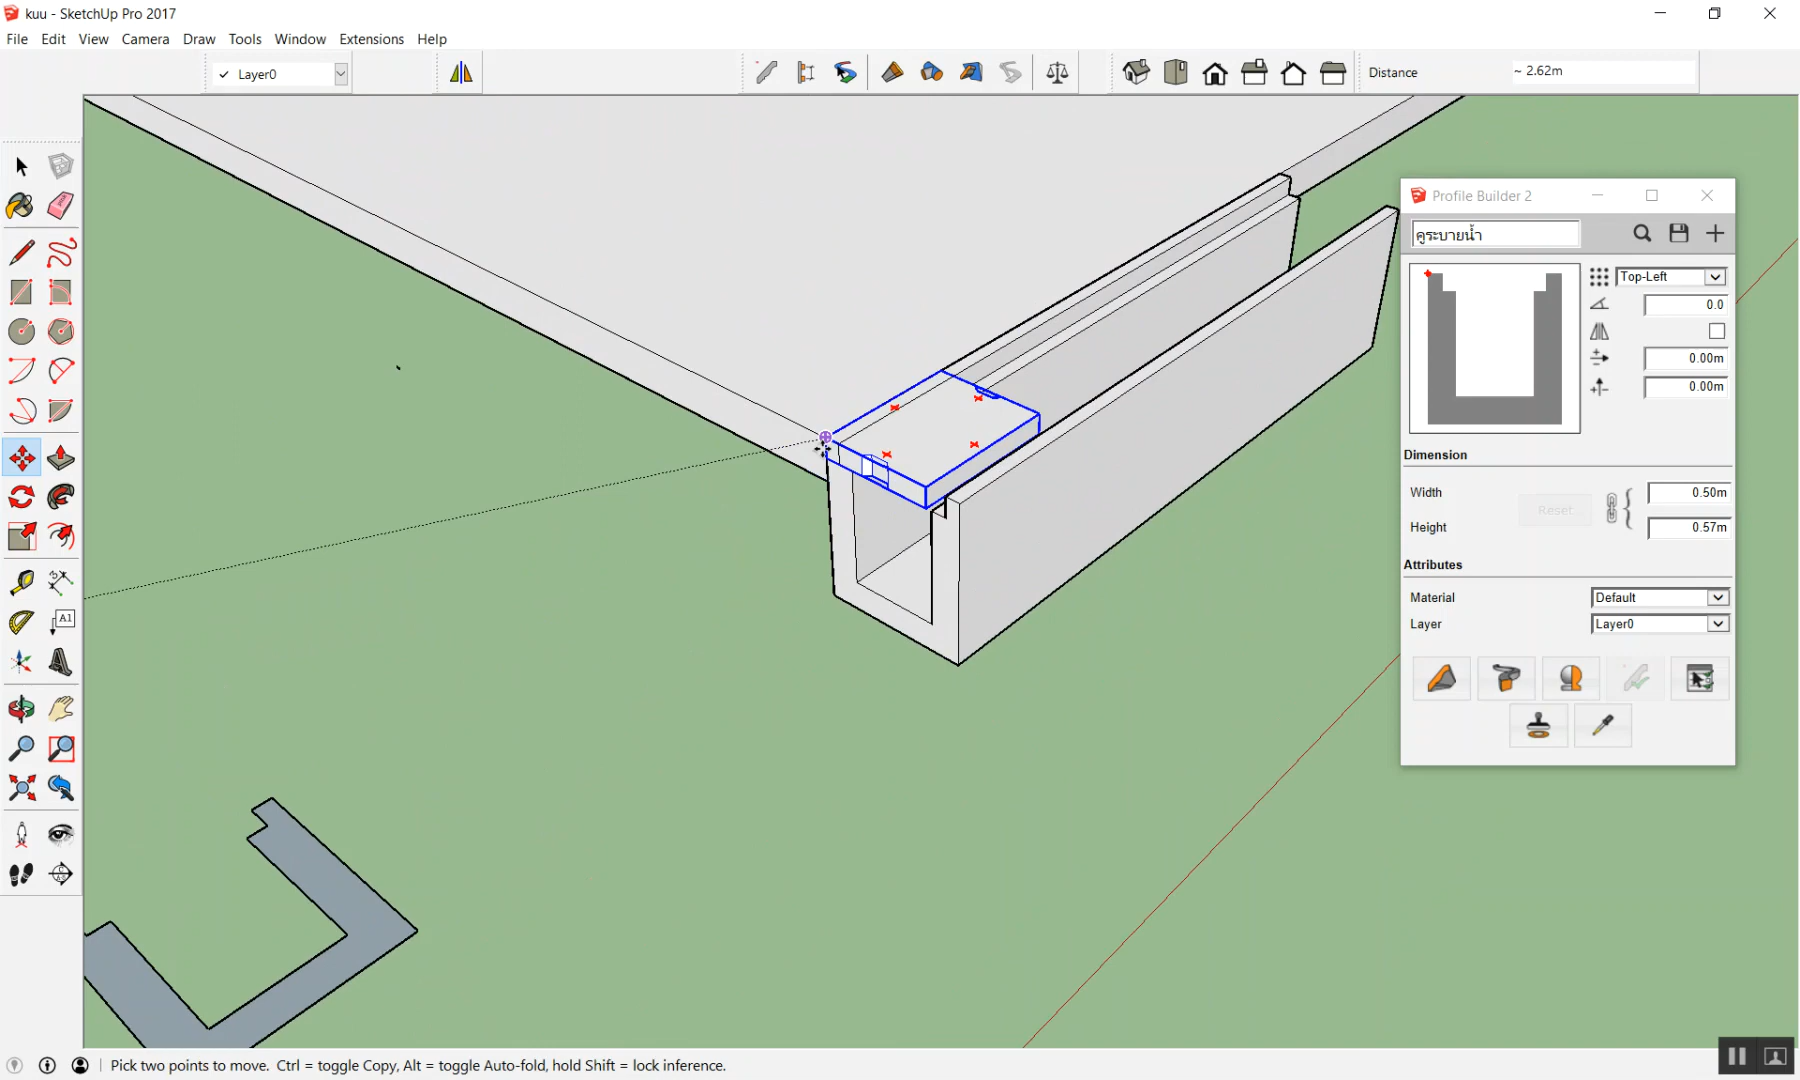 kuu - SketchUp Pro 2017
File Edit View Camera Draw Tools Window Extensions Help
Layer0
Distance ~ 2.62m
Profile Builder 2
คูระบายน้ำ
Top-Left
0.0
0.00m
0.00m
Dimension
Width 0.50m
Reset
Height 0.57m
Attributes
Material Default
Layer Layer0
A1
Pick two points to move. Ctrl = toggle Copy, Alt = toggle Auto-fold, hold Shift = lock inference.